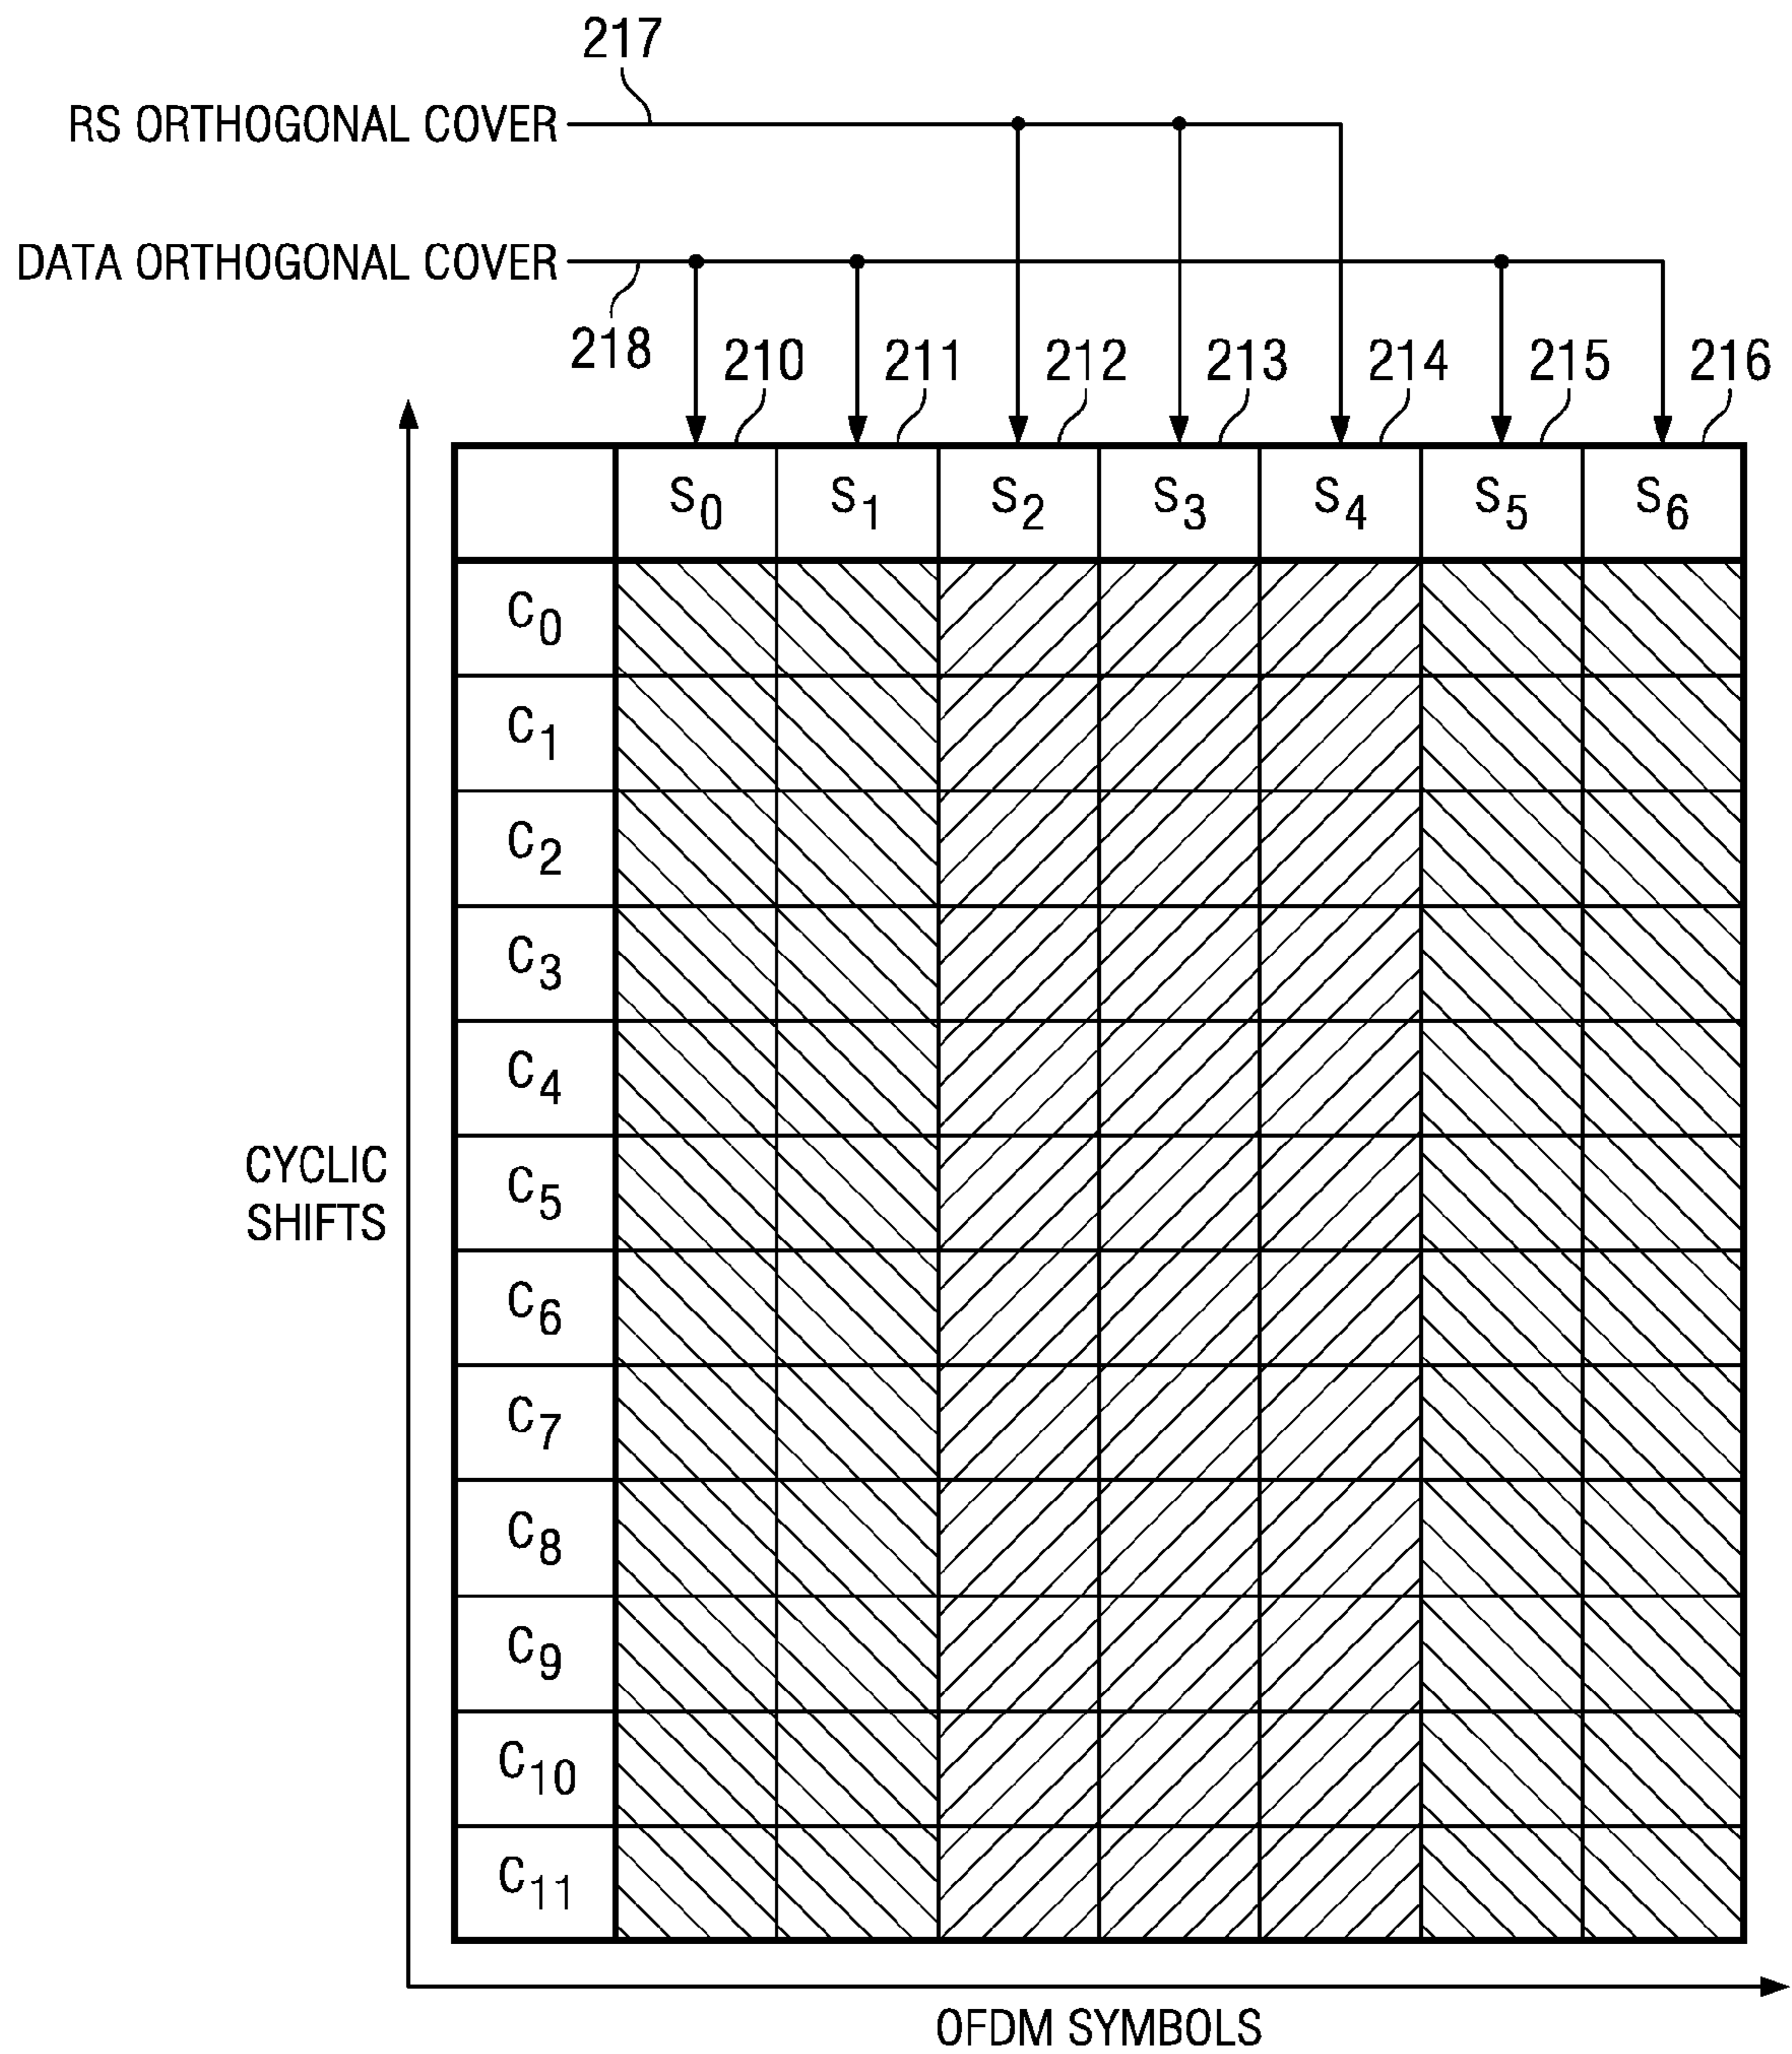 217
RS ORTHOGONAL COVER
DATA ORTHOGONAL COVER
218 210 211 212 213 214 215 216
S0 S1 S2 S3 S4 S5 S6
C0
C1
C2
C3
C4
C5
C6
C7
C8
C9
C10
C11
CYCLIC
SHIFTS
OFDM SYMBOLS